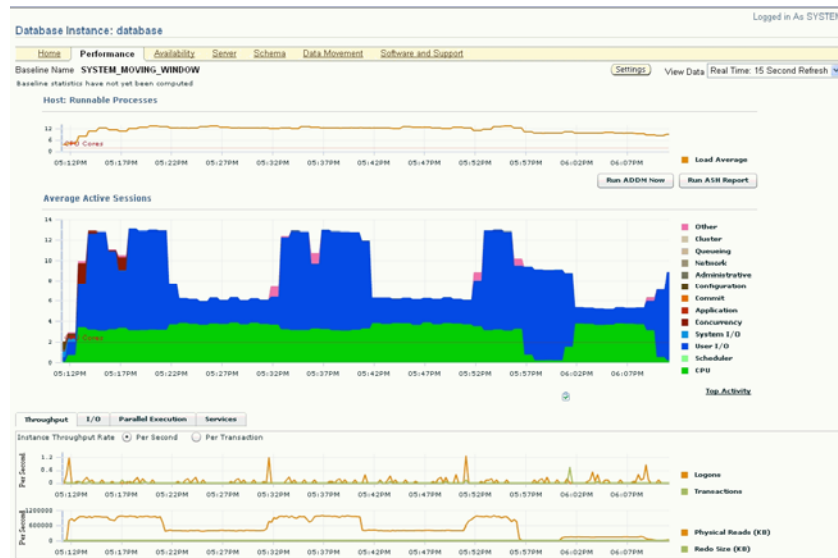 Logged in As SYSTEM
Database Instance: database
Home Performance Availability Server Schema Data Movement Software and Support
Baseline Name SYSTEM_MOVING_WINDOW Settings View Data Real Time: 15 Second Refresh
Baseline statistics have not yet been computed
Host: Runnable Processes
12
6
0
CPU Cores
05:12PM 05:17PM 05:22PM 05:27PM 05:32PM 05:37PM 05:42PM 05:47PM 05:52PM 05:57PM 06:02PM 06:07PM
Load Average
Run ADDM Now Run ASH Report
Average Active Sessions
14
12
10
8
6
4
2
0
Cores
05:12PM 05:17PM 05:22PM 05:27PM 05:32PM 05:37PM 05:42PM 05:47PM 05:52PM 05:57PM 06:02PM 06:07PM
Other
Cluster
Queueing
Network
Administrative
Configuration
Commit
Application
Concurrency
System I/O
User I/O
Scheduler
CPU
Top Activity
Throughput I/O Parallel Execution Services
Instance Throughput Rate Per Second Per Transaction
Per Second
1.2
0.6
0
05:12PM 05:17PM 05:22PM 05:27PM 05:32PM 05:37PM 05:42PM 05:47PM 05:52PM 05:57PM 06:02PM 06:07PM
Logons
Transactions
Per Second
1200000
600000
0
05:12PM 05:17PM 05:22PM 05:27PM 05:32PM 05:37PM 05:42PM 05:47PM 05:52PM 05:57PM 06:02PM 06:07PM
Physical Reads (KB)
Redo Size (KB)